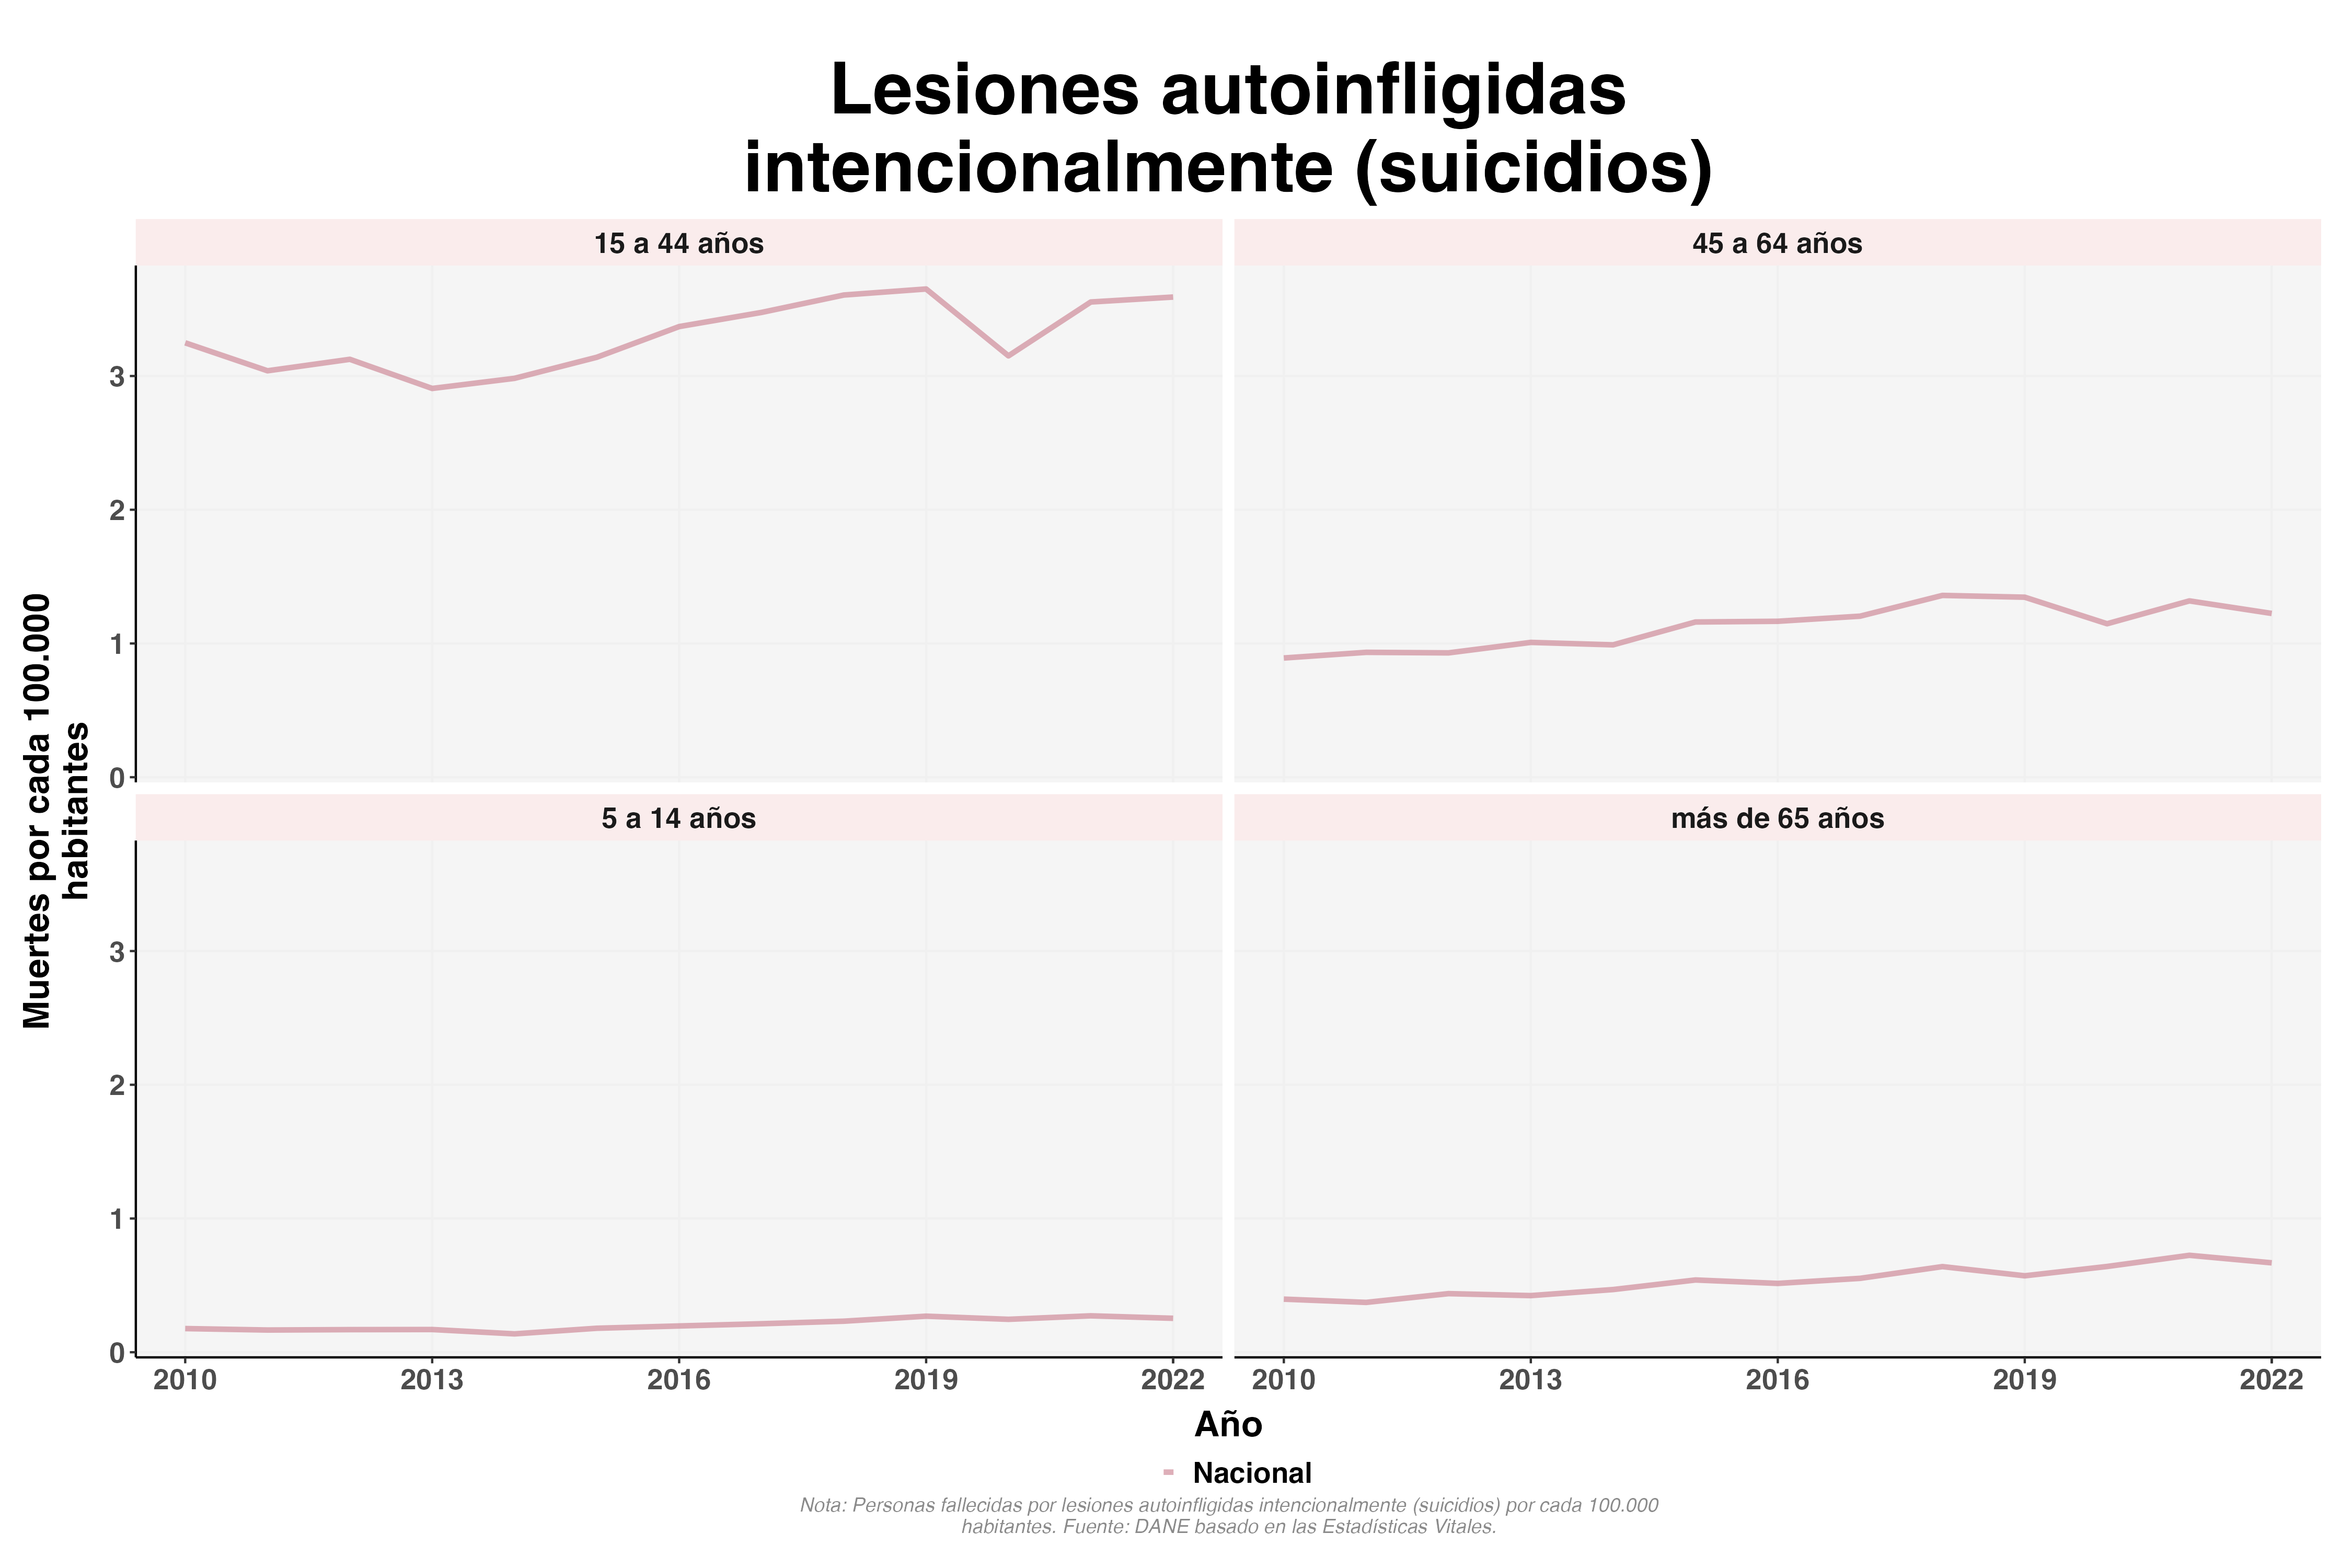 Lesiones autoinfligidas
intencionalmente (suicidios)
Muertes por cada 100.000
habitantes
15 a 44 años
45 a 64 años
3
2
1
0
5 a 14 años
más de 65 años
3
2
1
0
2010 2013 2016 2019 2022 2010 2013 2016 2019 2022
Año
Nacional
Nota: Personas fallecidas por lesiones autoinfligidas intencionalmente (suicidios) por cada 100.000
habitantes. Fuente: DANE basado en las Estadísticas Vitales.